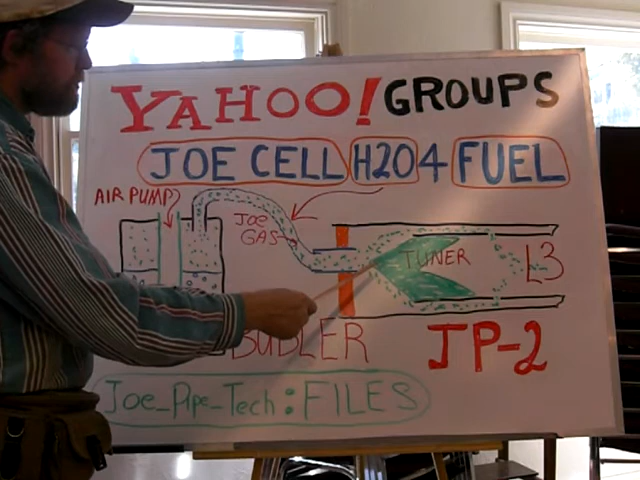 YAHOO! GROUPS
JOE CELL H2O4 FUEL
AIR PUMP?
JOE
GAS
TUNER
L3
BUBLER
JP-2
Joe_Pipe_Tech: FILES